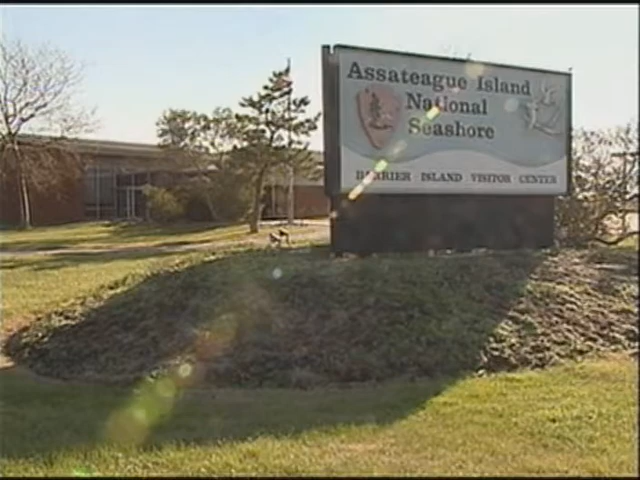 Assateague Island
National
Seashore
BARRIER ISLAND VISITOR CENTER